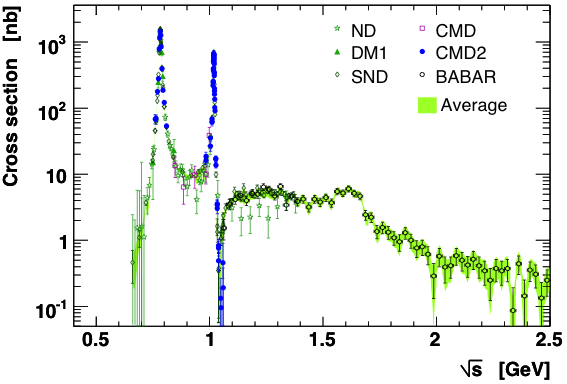 Cross section [nb]
10³
10²
10
1
10⁻¹
ND
DM1
SND
CMD
CMD2
BABAR
Average
0.5
1
1.5
2
2.5
√s [GeV]